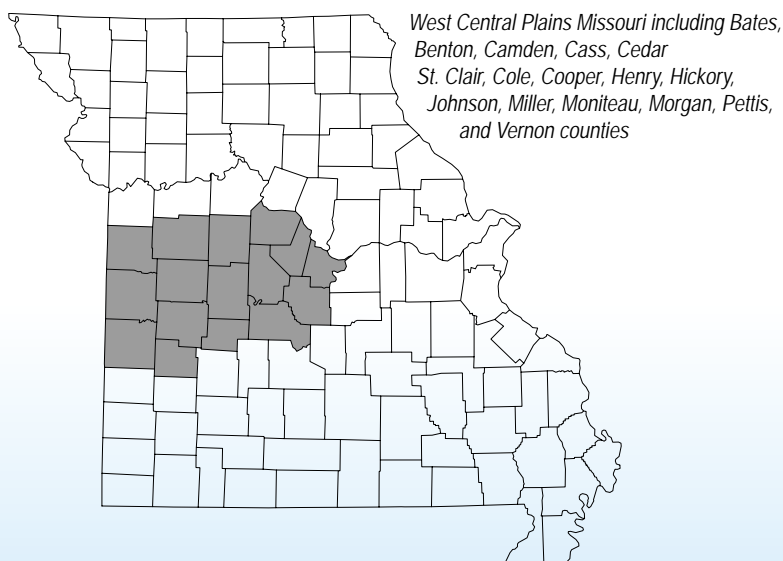 West Central Plains Missouri including Bates,
Benton, Camden, Cass, Cedar
St. Clair, Cole, Cooper, Henry, Hickory,
Johnson, Miller, Moniteau, Morgan, Pettis,
and Vernon counties